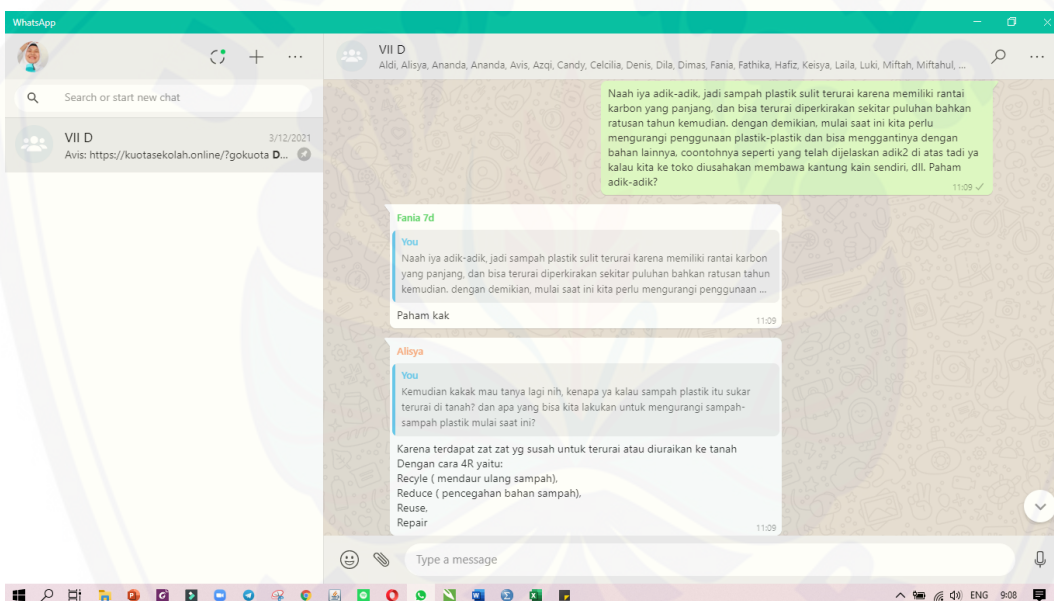 WhatsApp
VII D
Aldi, Alisya, Ananda, Ananda, Avis, Azqi, Candy, Celcilia, Denis, Dila, Dimas, Fania, Fathika, Hafiz, Keisya, Laila, Luki, Miftah, Miftahul, ...
Search or start new chat
VII D
3/12/2021
Avis: https://kuotasekolah.online/?gokuota D...
Naah iya adik-adik, jadi sampah plastik sulit terurai karena memiliki rantai
karbon yang panjang, dan bisa terurai diperkirakan sekitar puluhan bahkan
ratusan tahun kemudian. dengan demikian, mulai saat ini kita perlu
mengurangi penggunaan plastik-plastik dan bisa menggantinya dengan
bahan lainnya, coontohnya seperti yang telah dijelaskan adik2 di atas tadi ya
kalau kita ke toko diusahakan membawa kantung kain sendiri, dll. Paham
adik-adik?
11:09
Fania 7d
You
Naah iya adik-adik, jadi sampah plastik sulit terurai karena memiliki rantai karbon
yang panjang, dan bisa terurai diperkirakan sekitar puluhan bahkan ratusan tahun
kemudian. dengan demikian, mulai saat ini kita perlu mengurangi penggunaan ...
Paham kak
11:09
Alisya
You
Kemudian kakak mau tanya lagi nih, kenapa ya kalau sampah plastik itu sukar
terurai di tanah? dan apa yang bisa kita lakukan untuk mengurangi sampah-
sampah plastik mulai saat ini?
Karena terdapat zat zat yg susah untuk terurai atau diuraikan ke tanah
Dengan cara 4R yaitu:
Recyle ( mendaur ulang sampah),
Reduce ( pencegahan bahan sampah),
Reuse,
Repair
11:09
Type a message
ENG 9:08